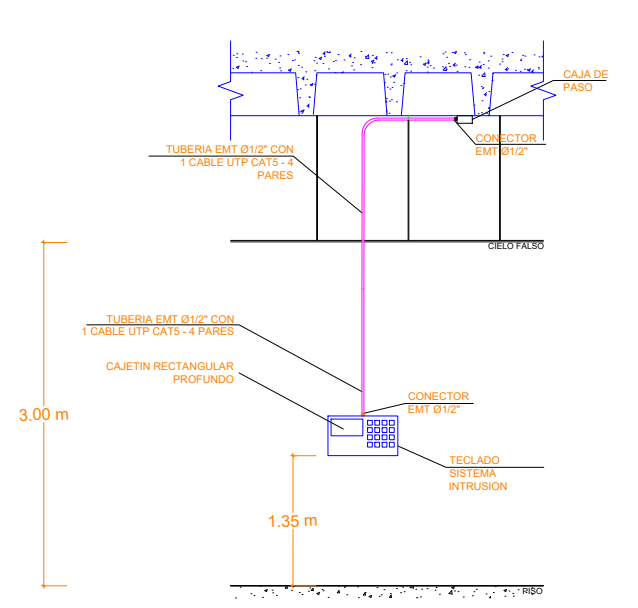 CAJA DE
PASO
CONECTOR
EMT Ø1/2"
TUBERIA EMT Ø1/2" CON
1 CABLE UTP CAT5 - 4
PARES
CIELO FALSO
TUBERIA EMT Ø1/2" CON
1 CABLE UTP CAT5 - 4 PARES
CAJETIN RECTANGULAR
PROFUNDO
CONECTOR
EMT Ø1/2"
3.00 m
TECLADO
SISTEMA
INTRUSION
1.35 m
PISO